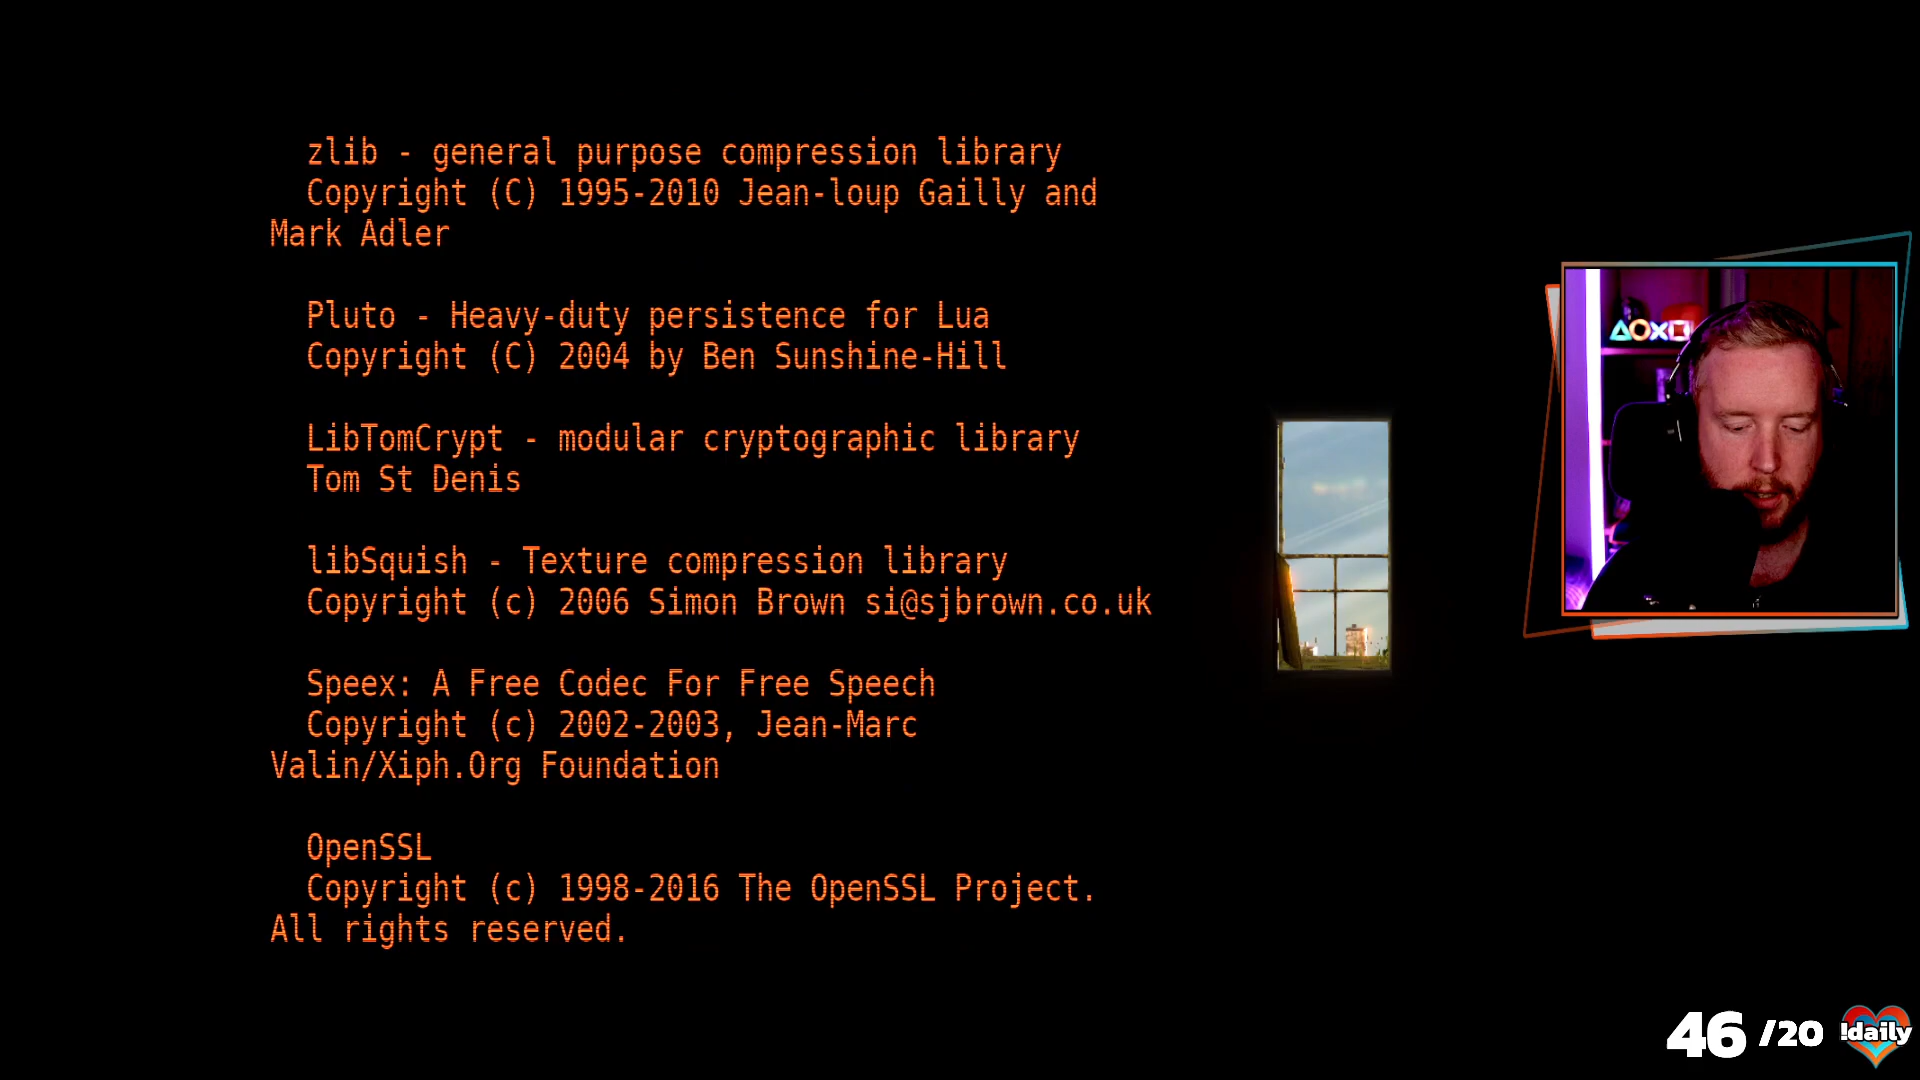 zlib - general purpose compression library
Copyright (C) 1995-2010 Jean-loup Gailly and
Mark Adler
Pluto - Heavy-duty persistence for Lua
Copyright (C) 2004 by Ben Sunshine-Hill
LibTomCrypt - modular cryptographic library
Tom St Denis
libSquish - Texture compression library
Copyright (c) 2006 Simon Brown si@sjbrown.co.uk
Speex: A Free Codec For Free Speech
Copyright (c) 2002-2003, Jean-Marc
Valin/Xiph.Org Foundation
OpenSSL
Copyright (c) 1998-2016 The OpenSSL Project.
All rights reserved.
46 /20 !daily